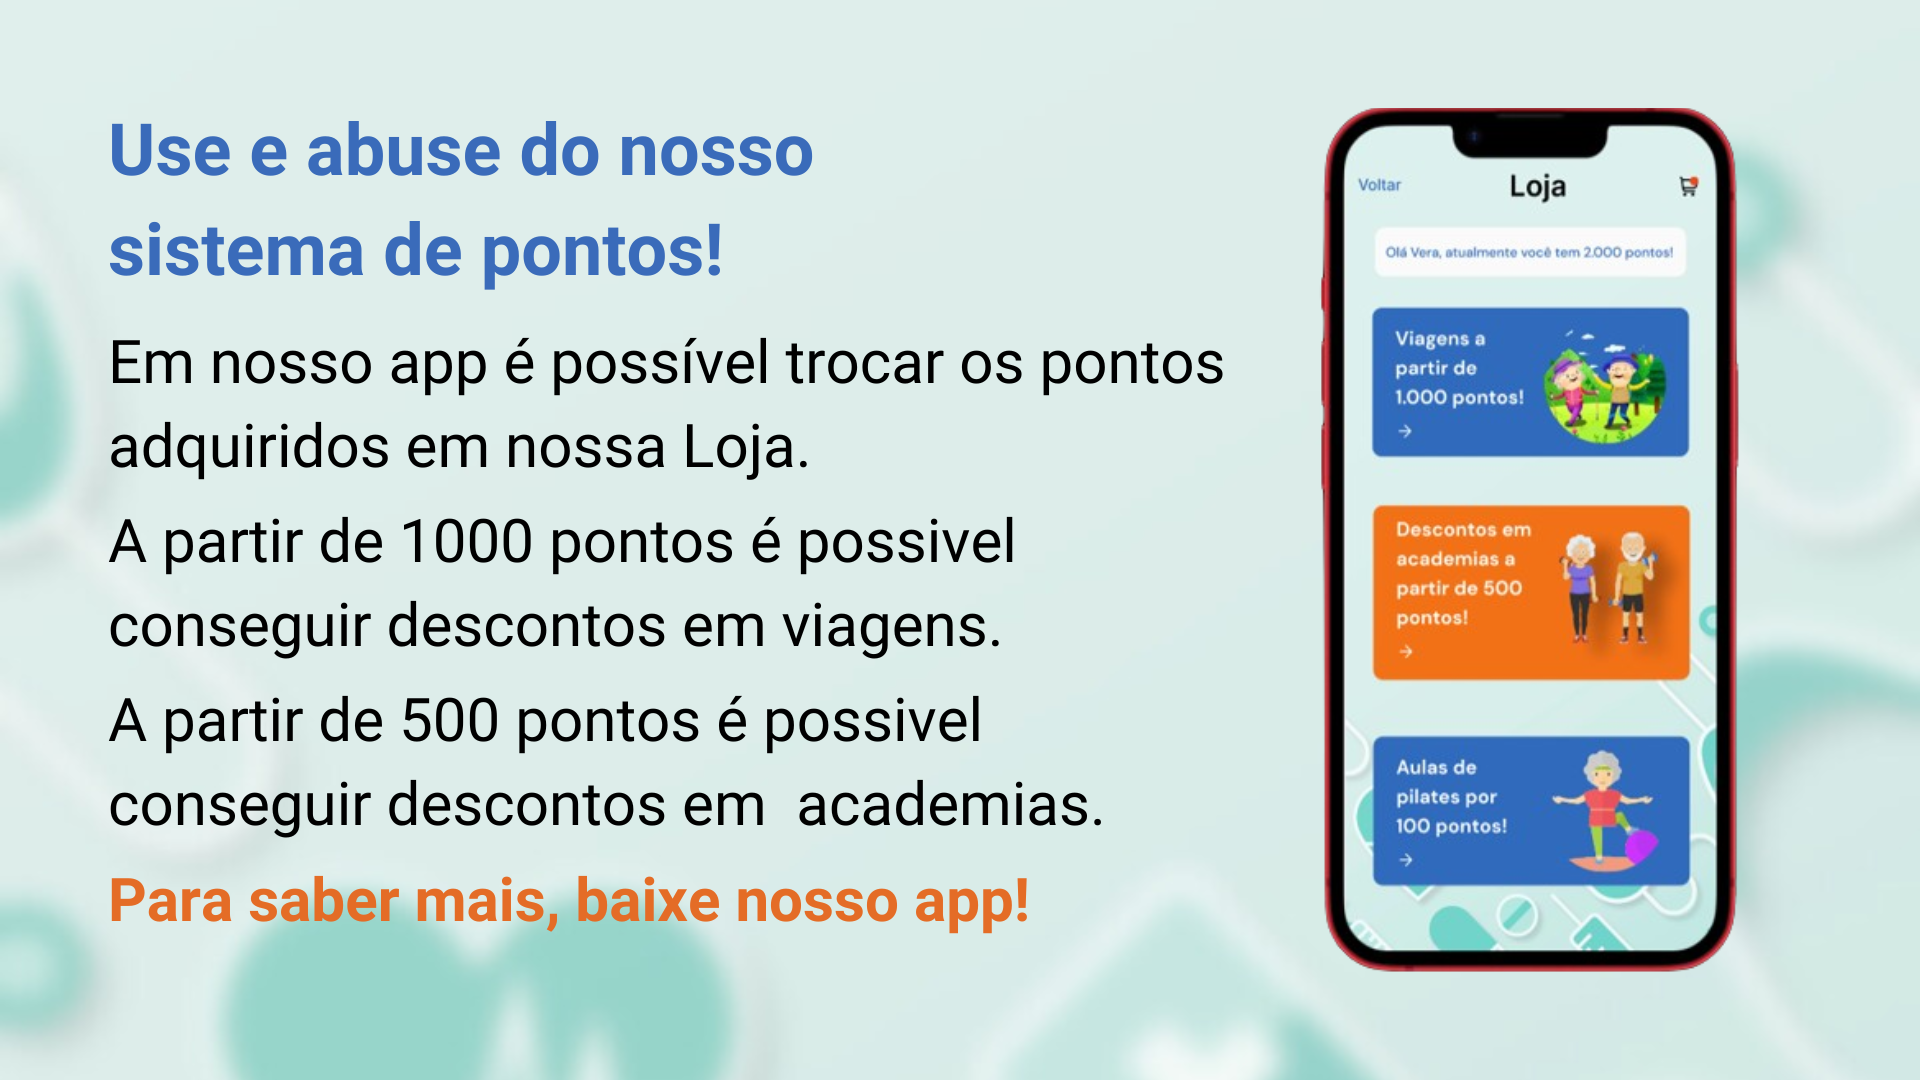 Use e abuse do nosso
sistema de pontos!
Em nosso app é possível trocar os pontos
adquiridos em nossa Loja.
A partir de 1000 pontos é possivel
conseguir descontos em viagens.
A partir de 500 pontos é possivel
conseguir descontos em  academias.
Para saber mais, baixe nosso app!
Voltar
Loja
Olá Vera, atualmente você tem 2.000 pontos!
Viagens a
partir de
1.000 pontos!
→
Descontos em
academias a
partir de 500
pontos!
→
Aulas de
pilates por
100 pontos!
→